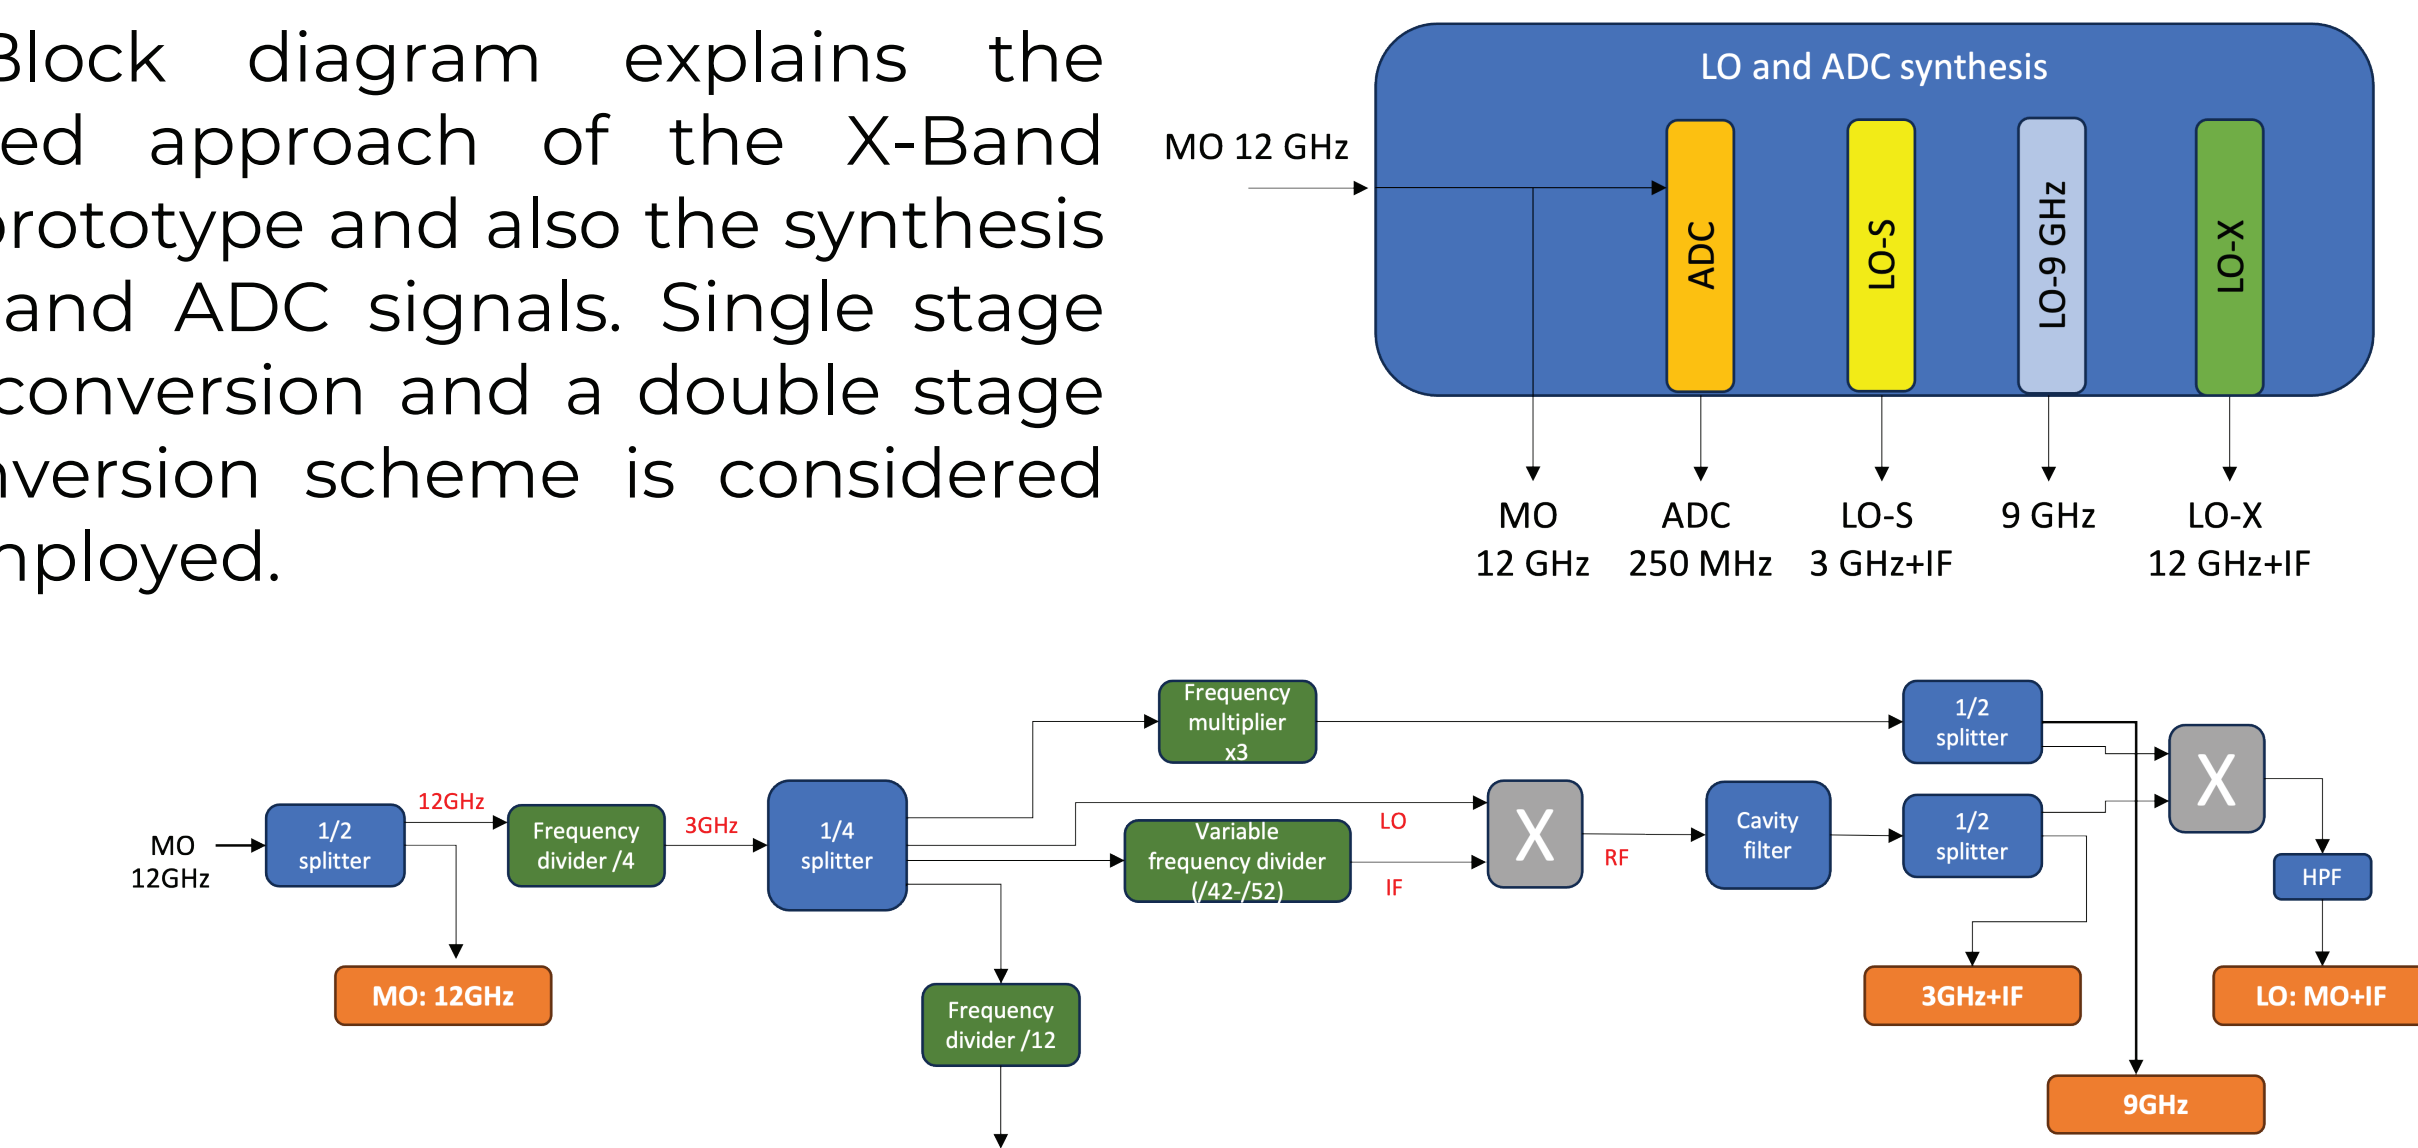 Block diagram explains the
ed approach of the X-Band
prototype and also the synthesis
and ADC signals. Single stage
conversion and a double stage
nversion scheme is considered
mployed.
LO and ADC synthesis
MO 12 GHz
ADC
LO-S
LO-9 GHz
LO-X
MO
12 GHz
ADC
250 MHz
LO-S
3 GHz+IF
9 GHz
LO-X
12 GHz+IF
MO
12GHz
1/2
splitter
12GHz
Frequency
divider /4
3GHz
1/4
splitter
Frequency
multiplier
x3
Variable
frequency divider
(/42-/52)
LO
IF
X
RF
Cavity
filter
1/2
splitter
1/2
splitter
X
HPF
MO: 12GHz
Frequency
divider /12
3GHz+IF
LO: MO+IF
9GHz